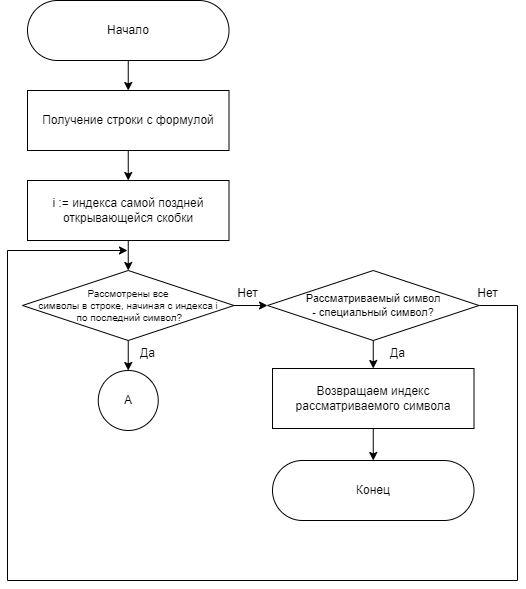 Начало
Получение строки с формулой
i := индекса самой поздней
открывающейся скобки
Рассмотрены все
символы в строке, начиная с индекса i
по последний символ?
Нет
Рассматриваемый символ
- специальный символ?
Нет
Да
Да
А
Возвращаем индекс
рассматриваемого символа
Конец